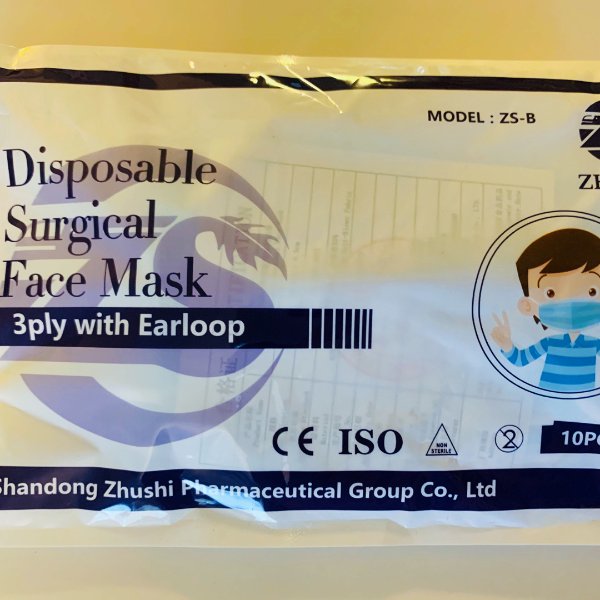 MODEL : ZS-B
Disposable
Surgical
Face Mask
3ply with Earloop
CE ISO NON STERILE 2
Shandong Zhushi Pharmaceutical Group Co., Ltd